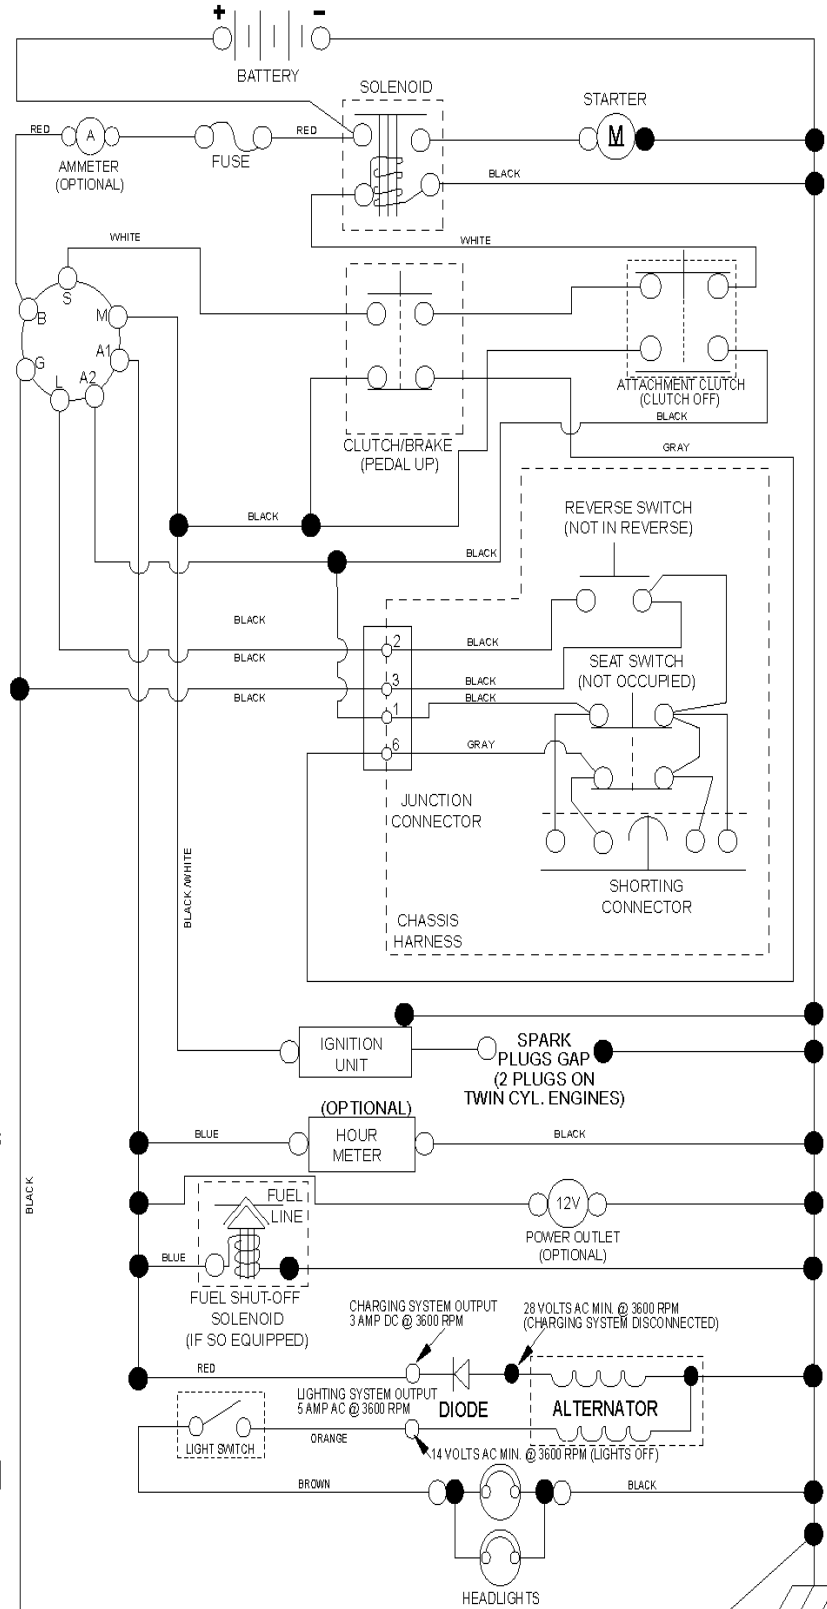 + -
BATTERY
SOLENOID
STARTER
RED
A
AMMETER
(OPTIONAL)
FUSE
RED
M
BLACK
WHITE
WHITE
S
B
M
G
A1
L
A2
CLUTCH/BRAKE
(PEDAL UP)
ATTACHMENT CLUTCH
(CLUTCH OFF)
BLACK
GRAY
BLACK
BLACK
REVERSE SWITCH
(NOT IN REVERSE)
BLACK
2
BLACK
BLACK
SEAT SWITCH
(NOT OCCUPIED)
3
BLACK
BLACK
BLACK
1
6
GRAY
JUNCTION
CONNECTOR
SHORTING
CONNECTOR
CHASSIS
HARNESS
BLACK/WHITE
IGNITION
UNIT
SPARK
PLUGS GAP
(2 PLUGS ON
TWIN CYL. ENGINES)
(OPTIONAL)
BLUE
HOUR
METER
BLACK
BLACK
FUEL
LINE
12V
POWER OUTLET
(OPTIONAL)
BLUE
FUEL SHUT-OFF
SOLENOID
(IF SO EQUIPPED)
CHARGING SYSTEM OUTPUT
3 AMP DC @ 3600 RPM
28 VOLTS AC MIN. @ 3600 RPM
(CHARGING SYSTEM DISCONNECTED)
RED
LIGHTING SYSTEM OUTPUT
5 AMP AC @ 3600 RPM
DIODE
ALTERNATOR
LIGHT SWITCH
ORANGE
14 VOLTS AC MIN. @ 3600 RPM (LIGHTS OFF)
BROWN
BLACK
HEADLIGHTS